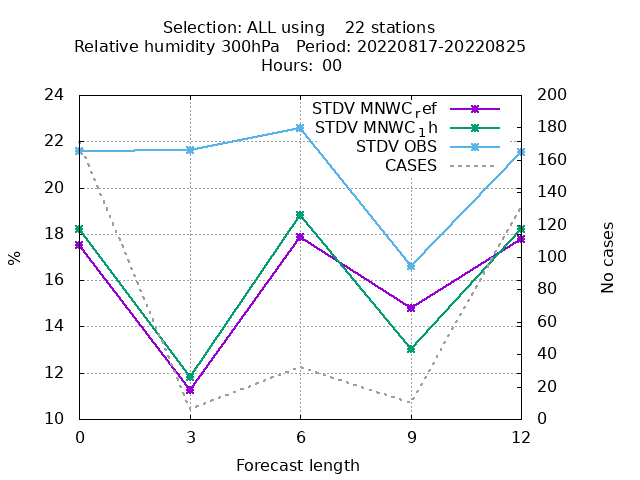 Selection: ALL using    22 stations
Relative humidity 300hPa   Period: 20220817-20220825
Hours: 00
24 200
STDV MNWCref
22 180
STDV MNWC1h
STDV OBS
160
CASES
20 140
18 120
% No cases
16 100
80
14 60
12 40
20
10 0
0 3 6 9 12
Forecast length